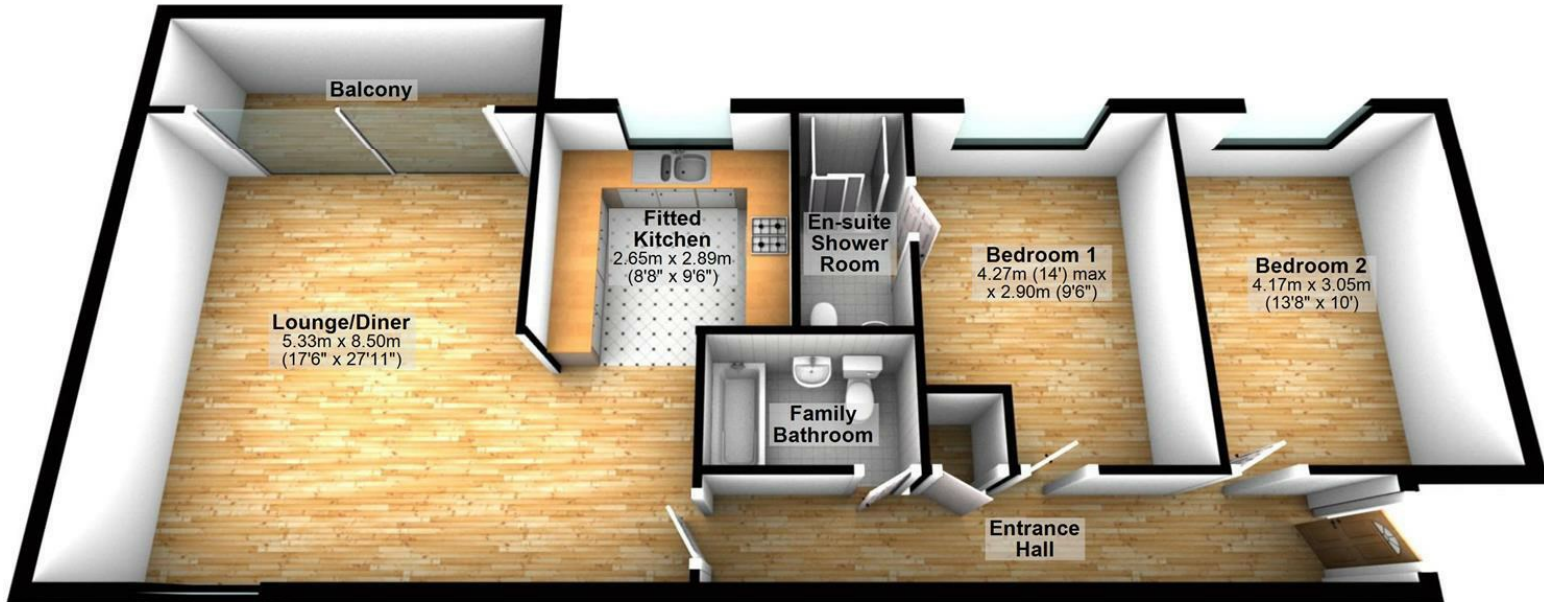 Balcony
Fitted
Kitchen
2.65m x 2.89m
(8'8" x 9'6")
En-suite
Shower
Room
Bedroom 1
4.27m (14') max
x 2.90m (9'6")
Bedroom 2
4.17m x 3.05m
(13'8" x 10')
Lounge/Diner
5.33m x 8.50m
(17'6" x 27'11")
Family
Bathroom
Entrance
Hall